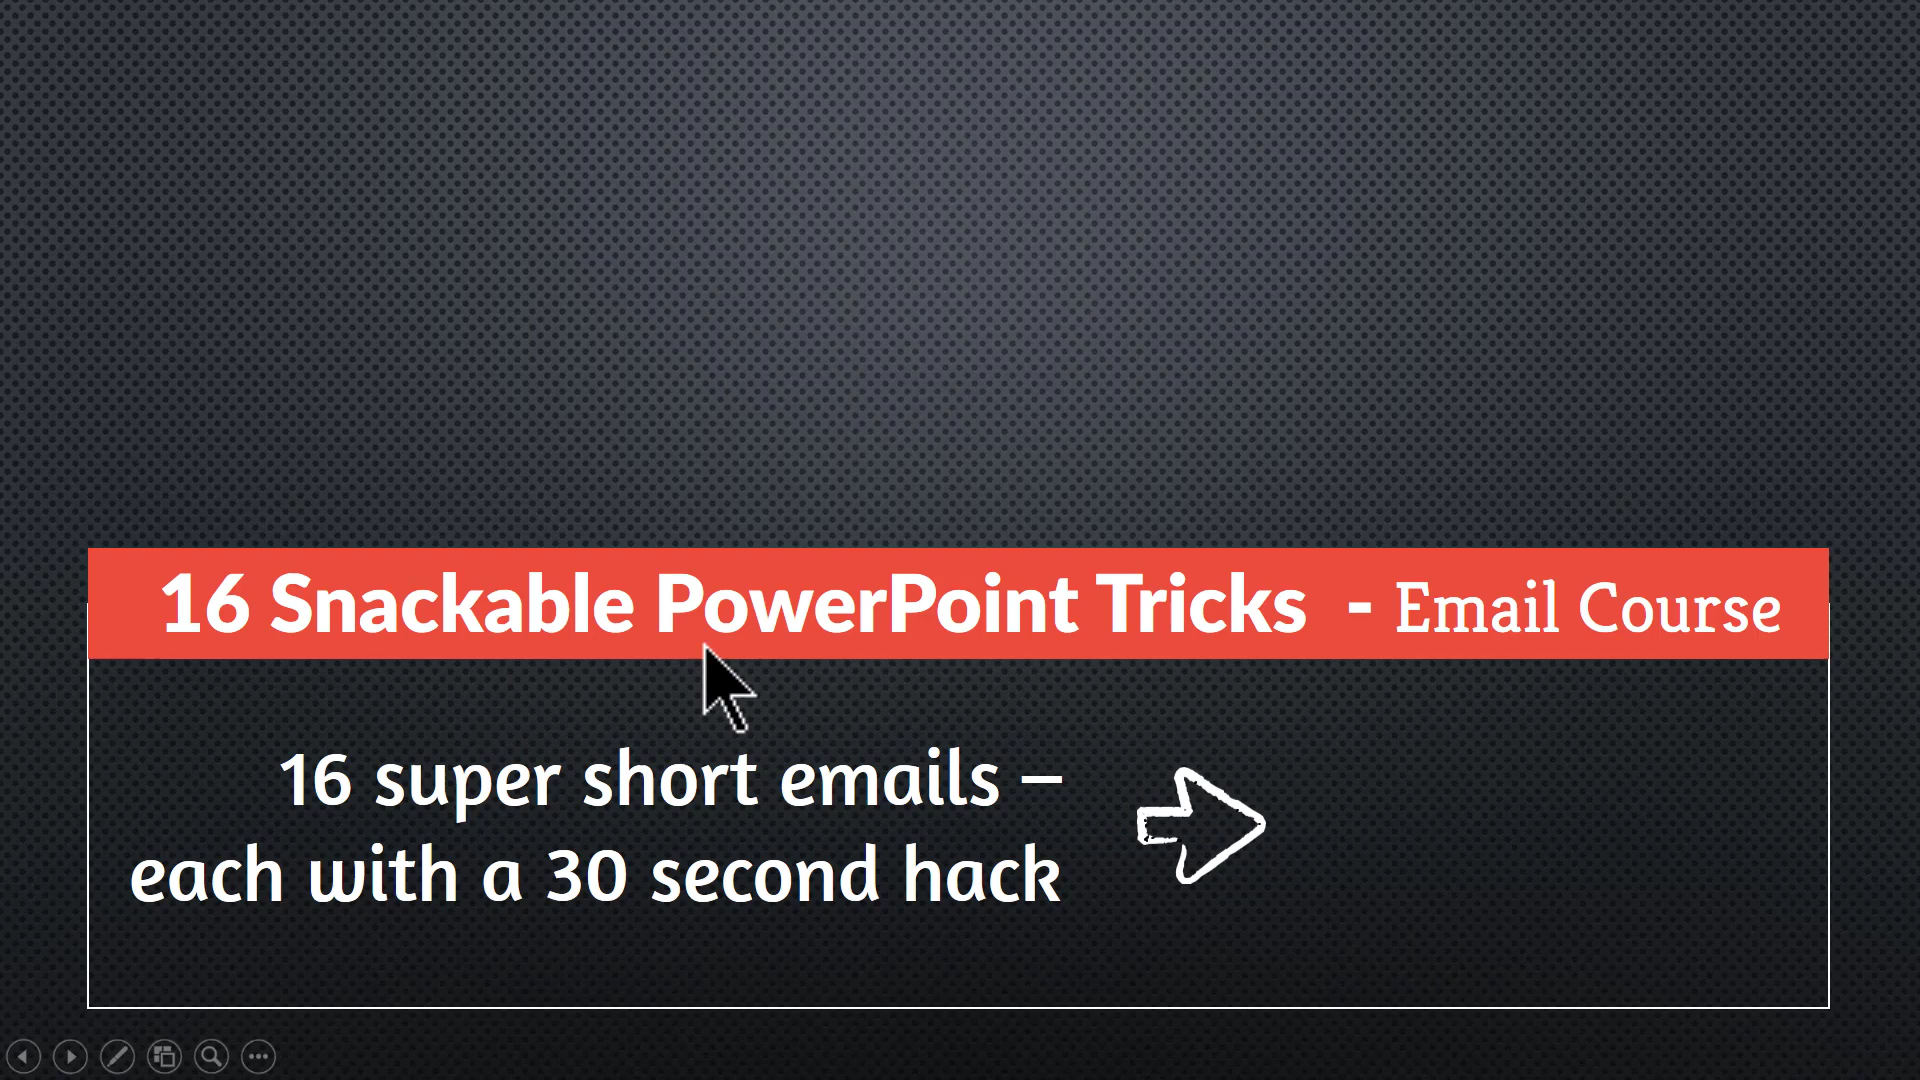 16 Snackable PowerPoint Tricks - Email Course
16 super short emails –
each with a 30 second hack